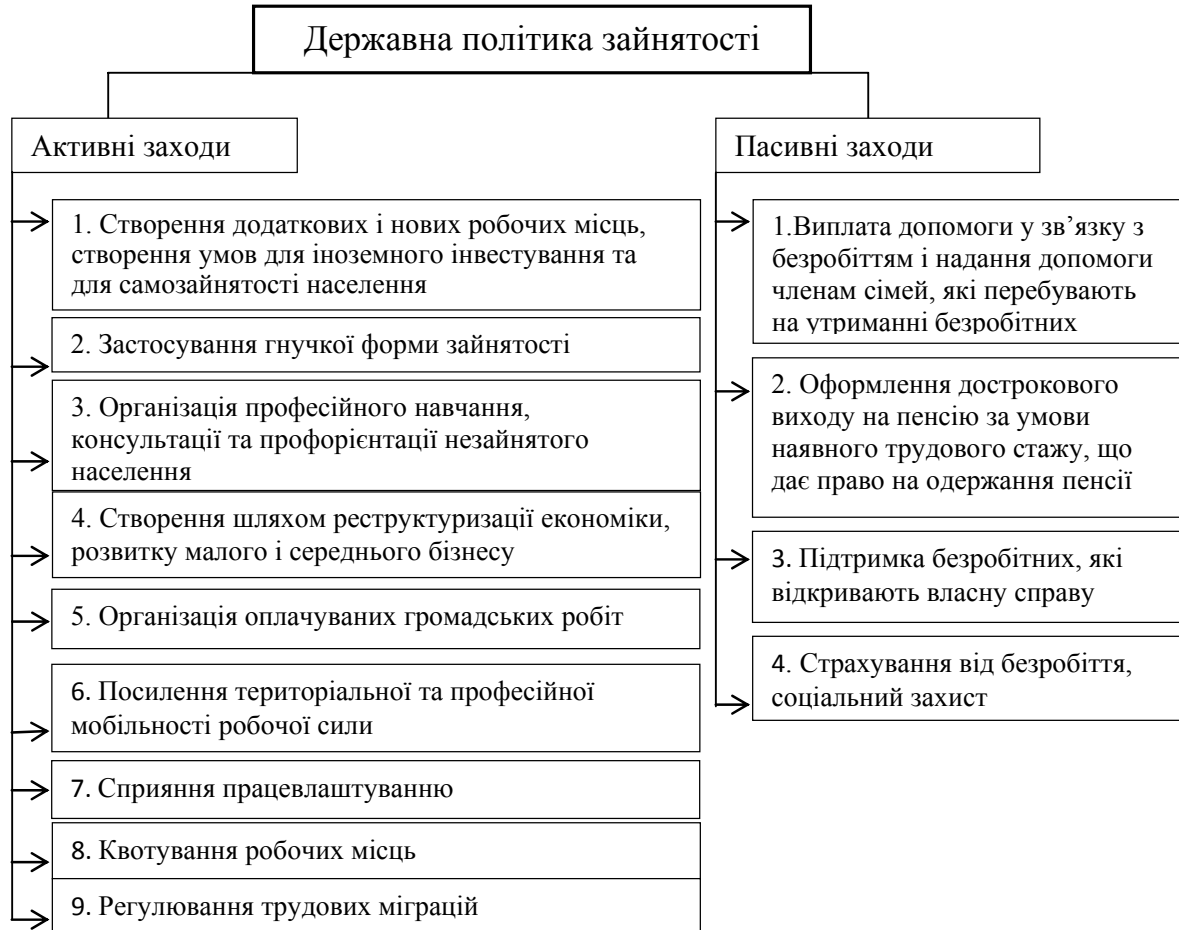 Державна політика зайнятості
Активні заходи
1. Створення додаткових і нових робочих місць,
створення умов для іноземного інвестування та
для самозайнятості населення
2. Застосування гнучкої форми зайнятості
3. Організація професійного навчання,
консультації та профорієнтації незайнятого
населення
4. Створення шляхом реструктуризації економіки,
розвитку малого і середнього бізнесу
5. Організація оплачуваних громадських робіт
6. Посилення територіальної та професійної
мобільності робочої сили
7. Сприяння працевлаштуванню
8. Квотування робочих місць
9. Регулювання трудових міграцій
Пасивні заходи
1.Виплата допомоги у зв’язку з
безробіттям і надання допомоги
членам сімей, які перебувають
на утриманні безробітних
2. Оформлення дострокового
виходу на пенсію за умови
наявного трудового стажу, що
дає право на одержання пенсії
3. Підтримка безробітних, які
відкривають власну справу
4. Страхування від безробіття,
соціальний захист